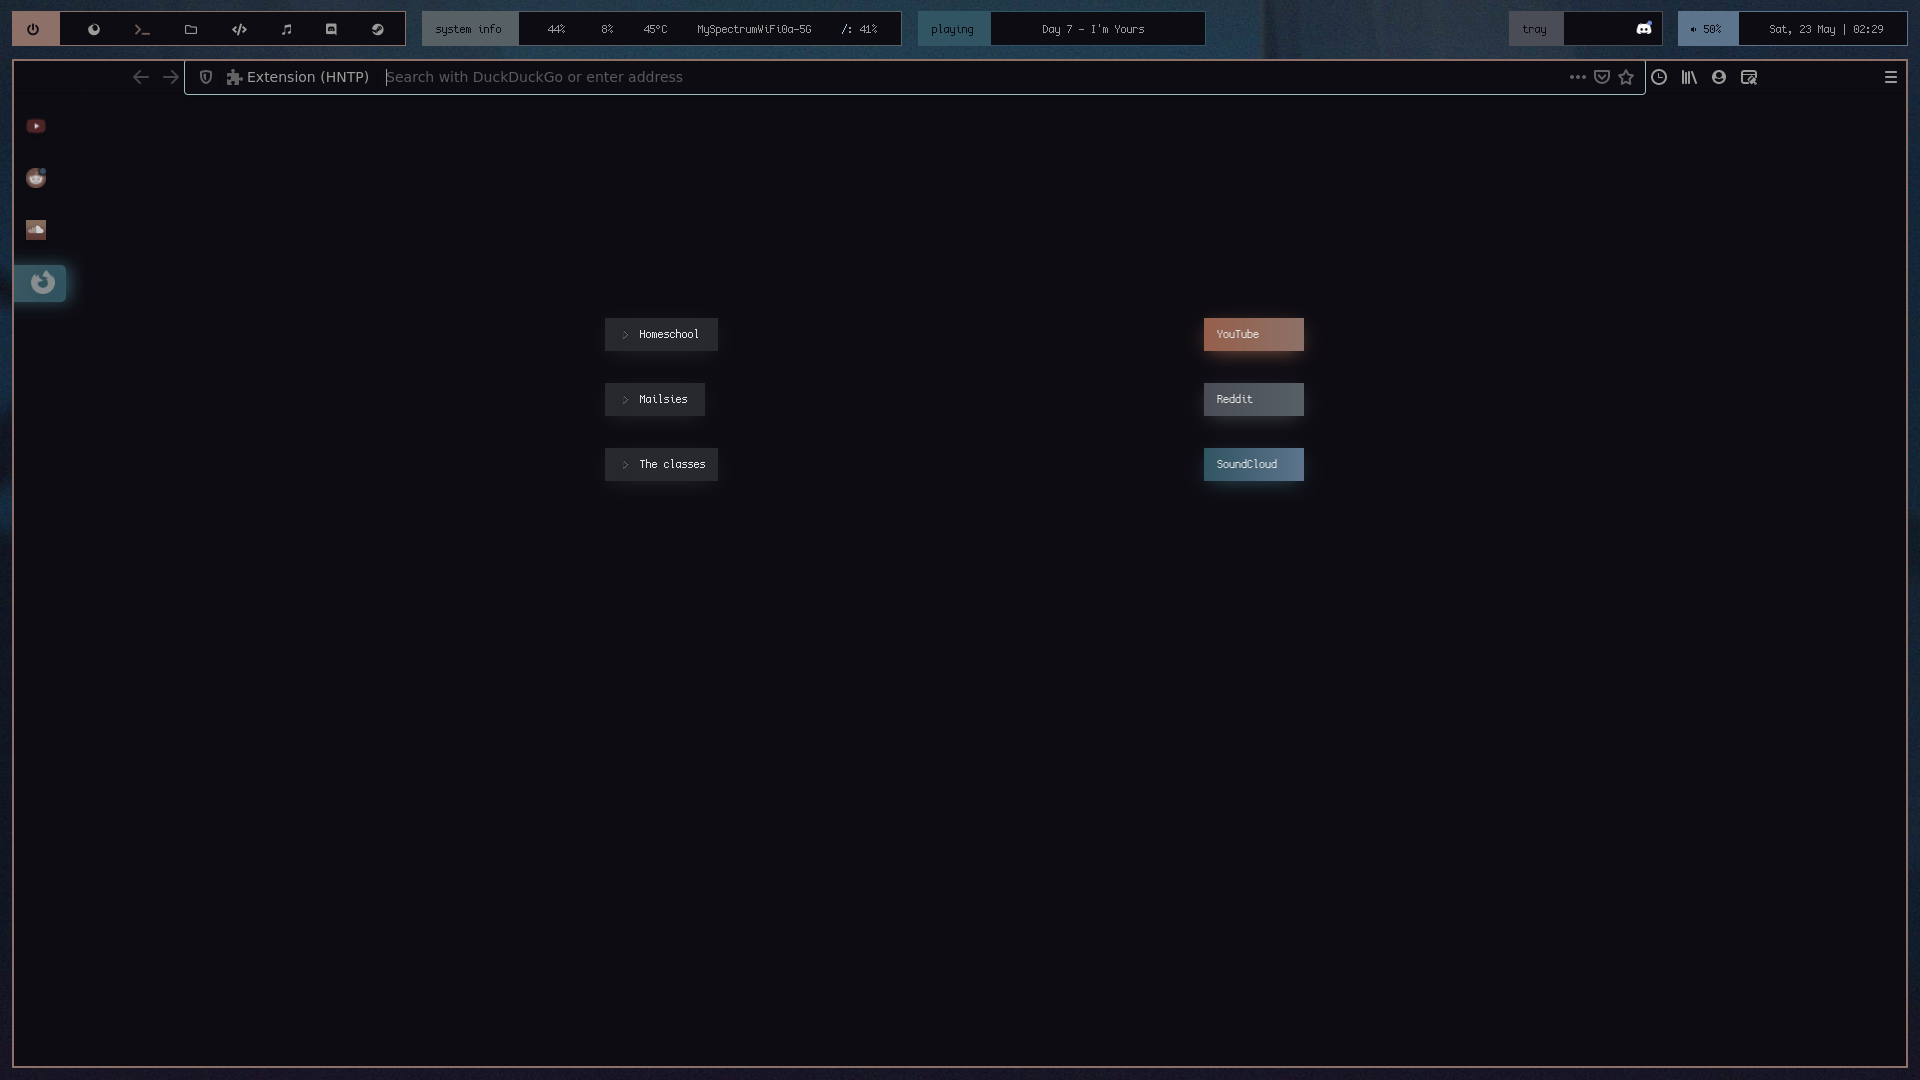 system info 44% 8% 45°C MySpectrumWiFi0a-5G /: 41% playing Day 7 - I'm Yours tray 50% Sat, 23 May | 02:29
Extension (HNTP) Search with DuckDuckGo or enter address
Homeschool
Mailsies
The classes
YouTube
Reddit
SoundCloud